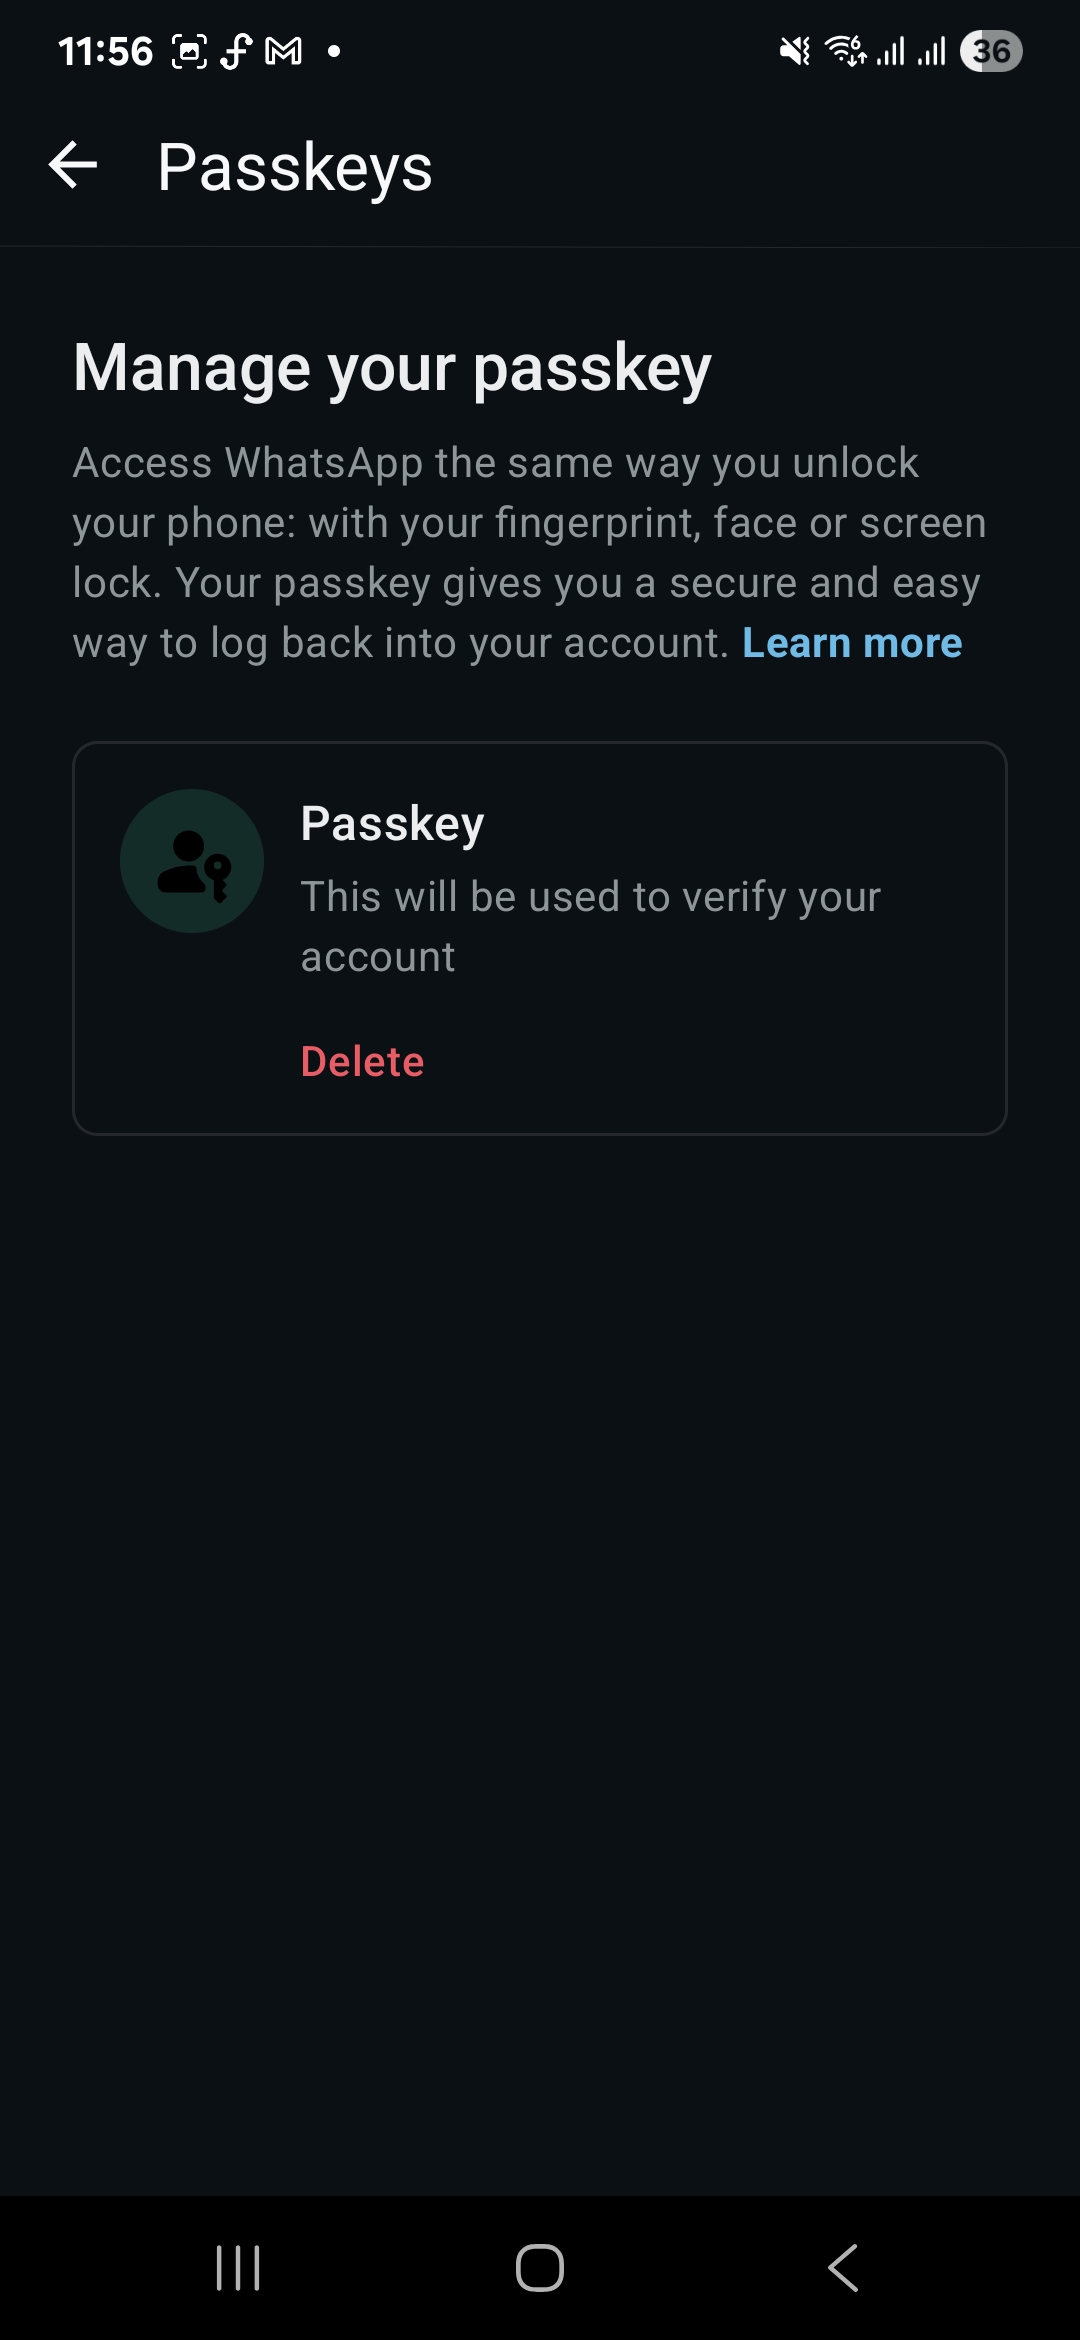 11:56
36
Passkeys
Manage your passkey
Access WhatsApp the same way you unlock
your phone: with your fingerprint, face or screen
lock. Your passkey gives you a secure and easy
way to log back into your account. Learn more
Passkey
This will be used to verify your
account
Delete